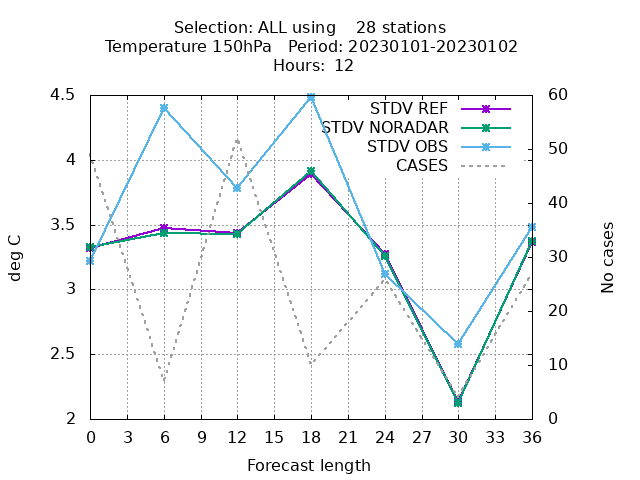 Selection: ALL using    28 stations
Temperature 150hPa   Period: 20230101-20230102
Hours:  12
4.5
4
3.5
3
2.5
2
60
50
40
30
20
10
0
STDV REF
STDV NORADAR
STDV OBS
CASES
deg C
No cases
0 3 6 9 12 15 18 21 24 27 30 33 36
Forecast length